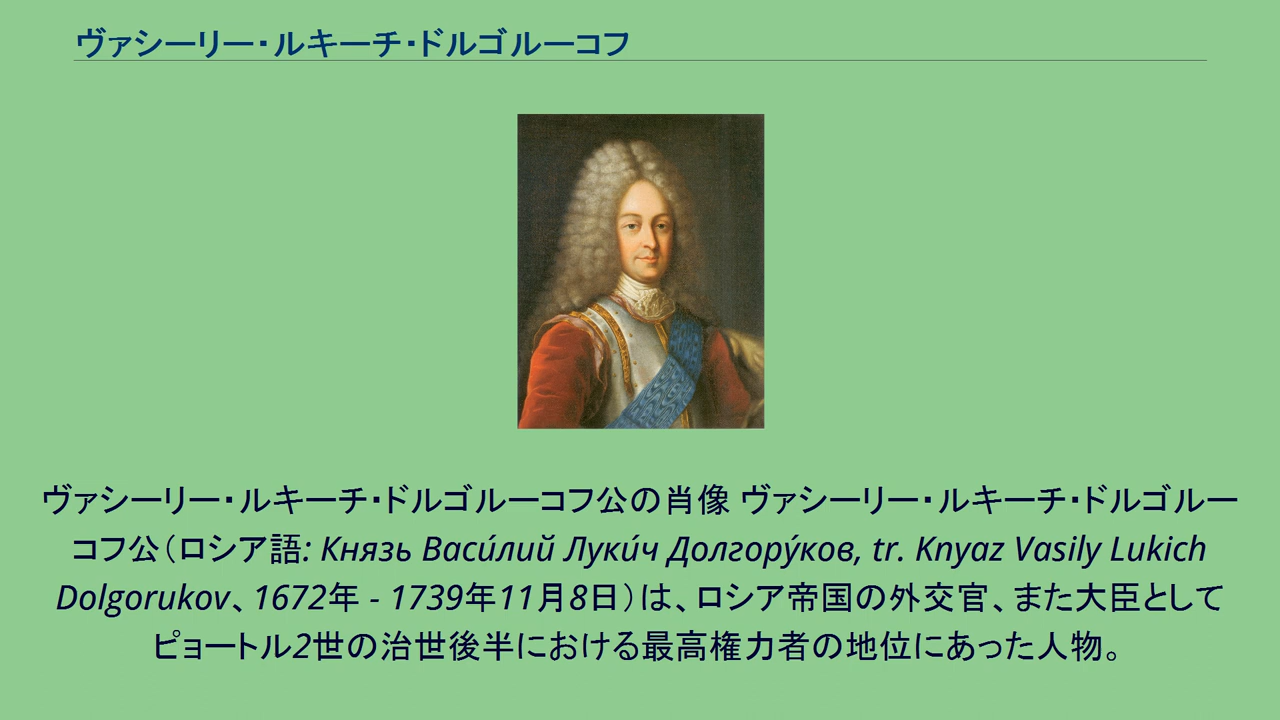 ヴァシーリー・ルキーチ・ドルゴルーコフ
ヴァシーリー・ルキーチ・ドルゴルーコフ公の肖像 ヴァシーリー・ルキーチ・ドルゴルー
コフ公（ロシア語: Князь Васи́лий Луки́ч Долгору́ков, tr. Knyaz Vasily Lukich
Dolgorukov、1672年 - 1739年11月8日）は、ロシア帝国の外交官、また大臣として
ピョートル2世の治世後半における最高権力者の地位にあった人物。